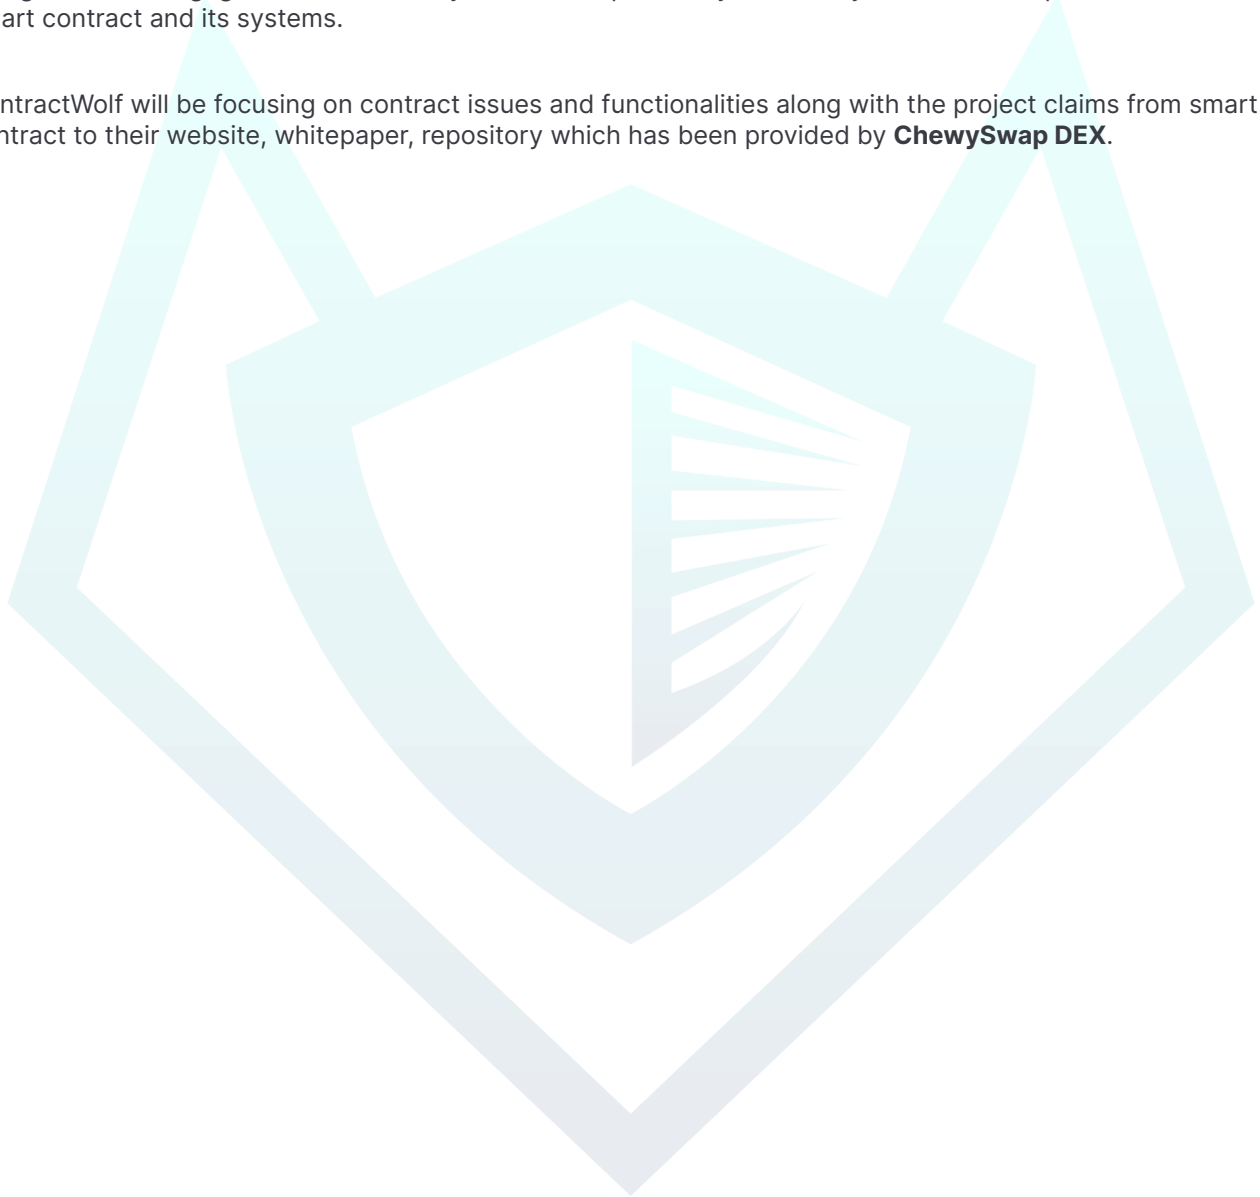 art contract and its systems.
ntractWolf will be focusing on contract issues and functionalities along with the project claims from smart
ntract to their website, whitepaper, repository which has been provided by ChewySwap DEX.